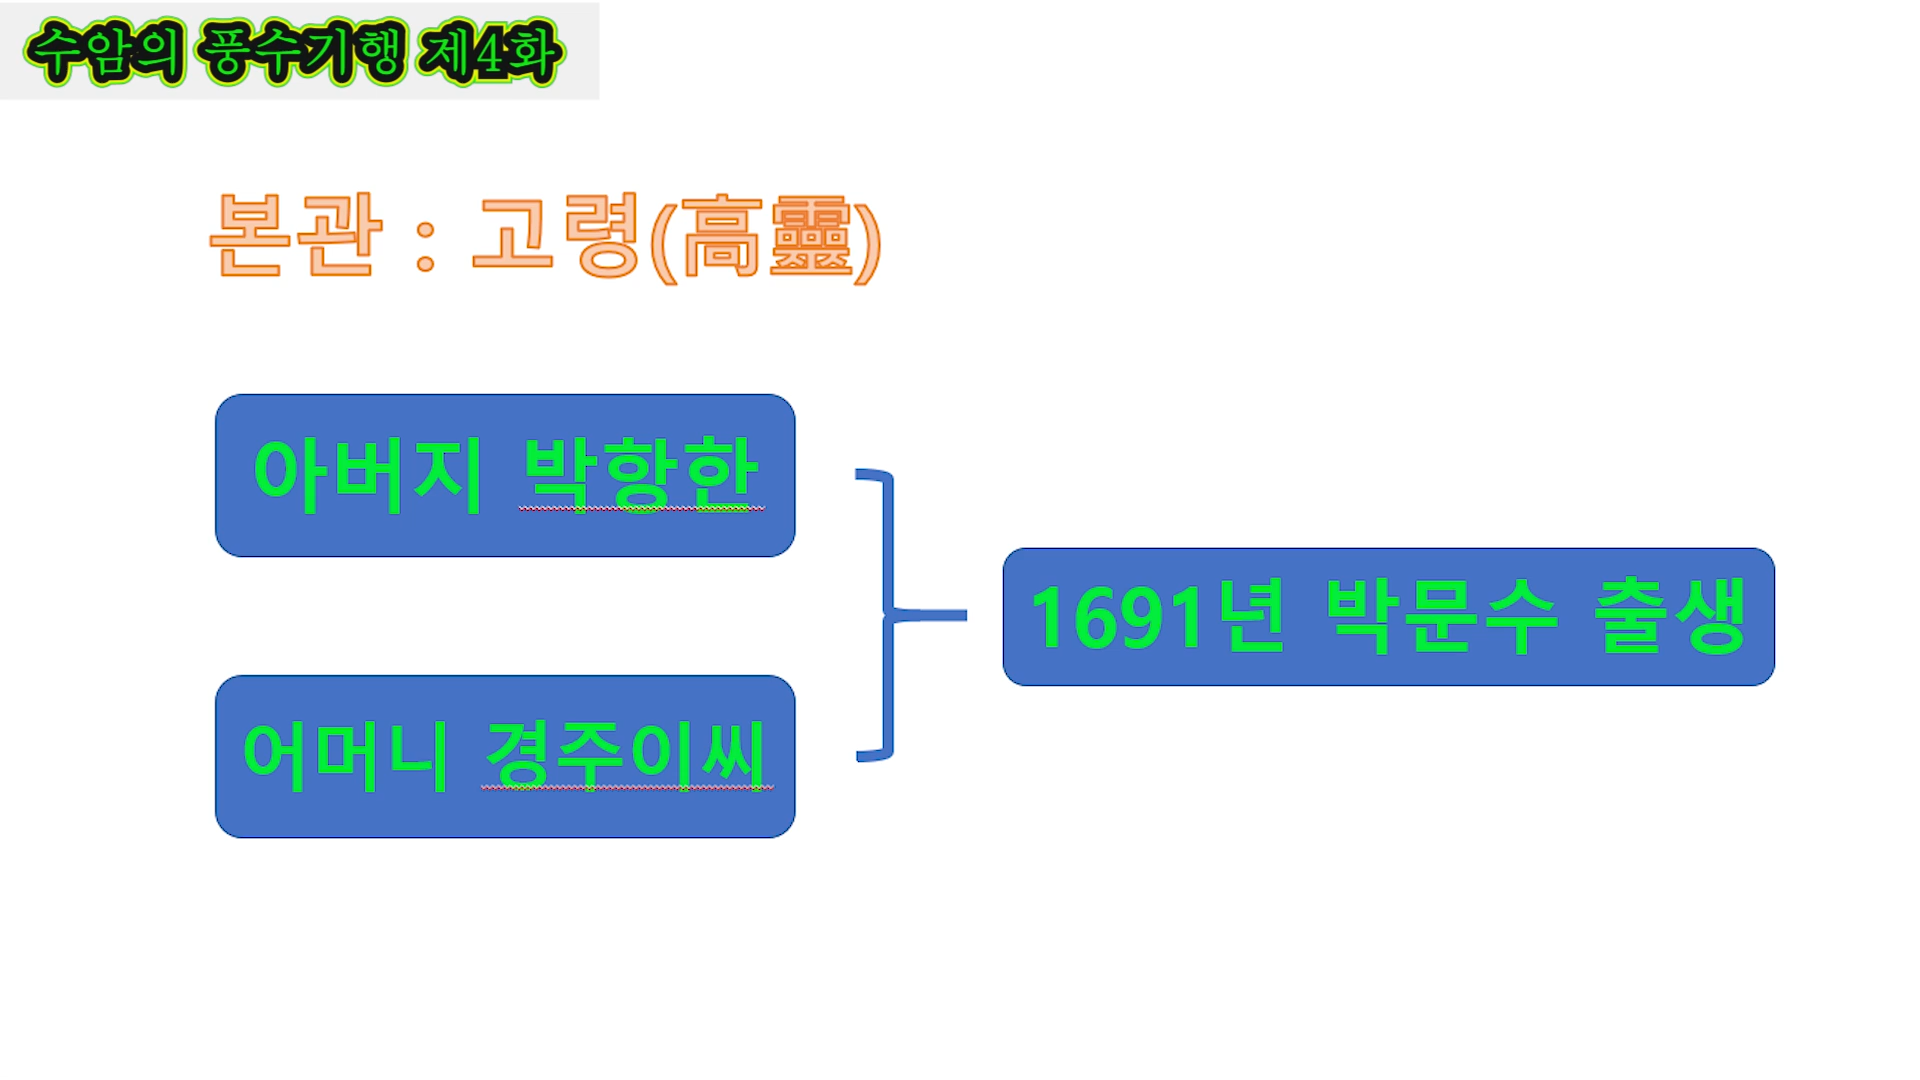 수암의 풍수기행 제4화
본관 : 고령(高靈)
아버지 박항한
1691년 박문수 출생
어머니 경주이씨